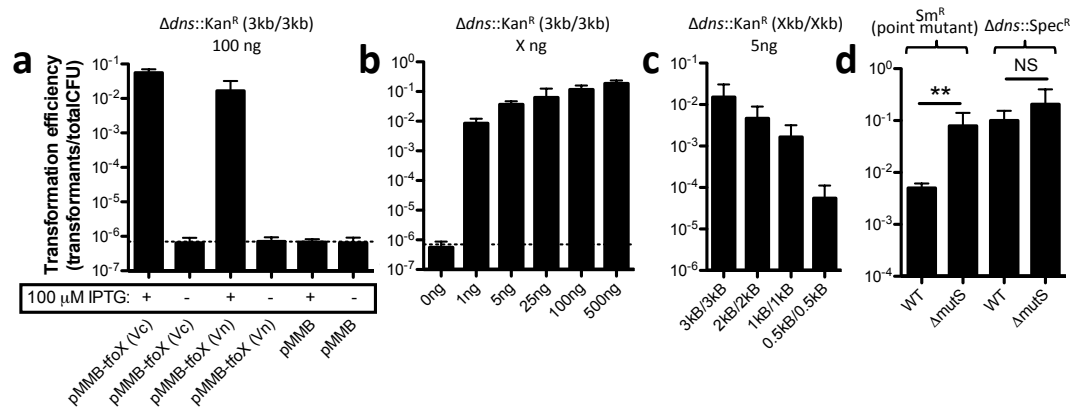 a
Δdns::Kanᴿ (3kb/3kb)
100 ng
Transformation efficiency
(transformants/totalCFU)
10⁻¹
10⁻²
10⁻³
10⁻⁴
10⁻⁵
10⁻⁶
10⁻⁷
100 μM IPTG: + - + - + -
pMMB-tfoX (Vc)
pMMB-tfoX (Vc)
pMMB-tfoX (Vn)
pMMB-tfoX (Vn)
pMMB
pMMB
b
Δdns::Kanᴿ (3kb/3kb)
X ng
10⁰
10⁻¹
10⁻²
10⁻³
10⁻⁴
10⁻⁵
10⁻⁶
10⁻⁷
0ng
1ng
5ng
25ng
100ng
500ng
c
Δdns::Kanᴿ (Xkb/Xkb)
5ng
10⁻¹
10⁻²
10⁻³
10⁻⁴
10⁻⁵
10⁻⁶
3kB/3kB
2kB/2kB
1kB/1kB
0.5kB/0.5kB
d
Smᴿ
(point mutant)
Δdns::Specᴿ
10⁰
10⁻¹
10⁻²
10⁻³
10⁻⁴
**
NS
WT
ΔmutS
WT
ΔmutS